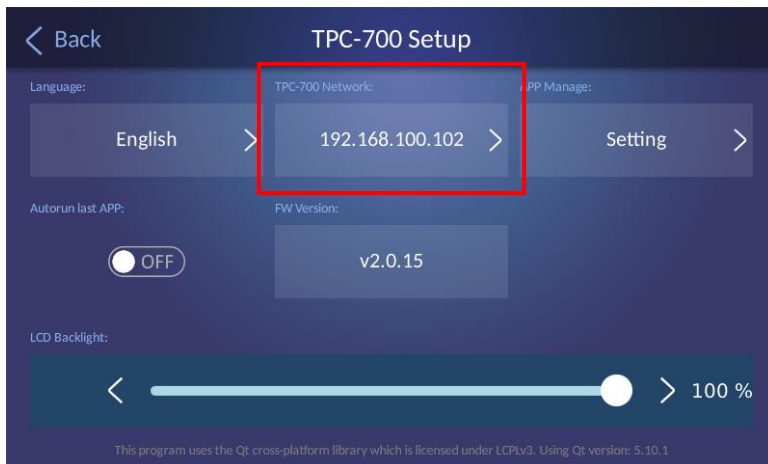 Back
TPC-700 Setup
Language:
TPC-700 Network:
APP Manage:
English
192.168.100.102
Setting
Autorun last APP:
FW Version:
OFF
v2.0.15
LCD Backlight:
100 %
This program uses the Qt cross-platform library which is licensed under LCPLv3. Using Qt version: 5.10.1